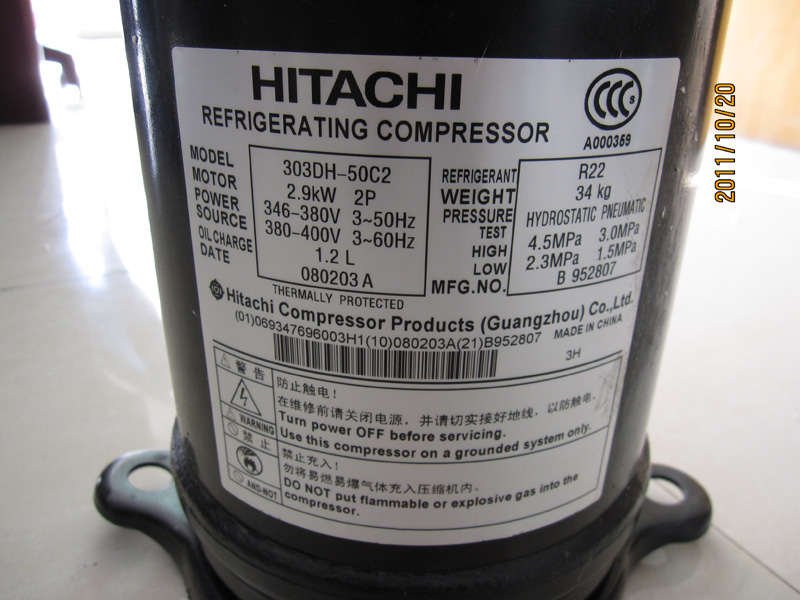 HITACHI
REFRIGERATING COMPRESSOR
CCC S
A000359
MODEL 303DH-50C2
MOTOR 2.9kW 2P
POWER SOURCE 346-380V 3~50Hz
380-400V 3~60Hz
OIL CHARGE 1.2 L
DATE 080203A
REFRIGERANT R22
WEIGHT 34 kg
PRESSURE TEST HYDROSTATIC PNEUMATIC
HIGH 4.5MPa 3.0MPa
LOW 2.3MPa 1.5MPa
MFG.NO. B 952807
THERMALLY PROTECTED
Hitachi Compressor Products (Guangzhou) Co.,Ltd.
(01)069347696003H1(10)080203A(21)B952807
MADE IN CHINA
3H
警告
WARNING
防止触电!
在维修前请关闭电源，并请切实接好地线，以防触电。
Turn power OFF before servicing.
Use this compressor on a grounded system only.
禁止
AND-NOT
禁止充入!
勿将易燃易爆气体充入压缩机内。
DO NOT put flammable or explosive gas into the
compressor.
2011/10/20